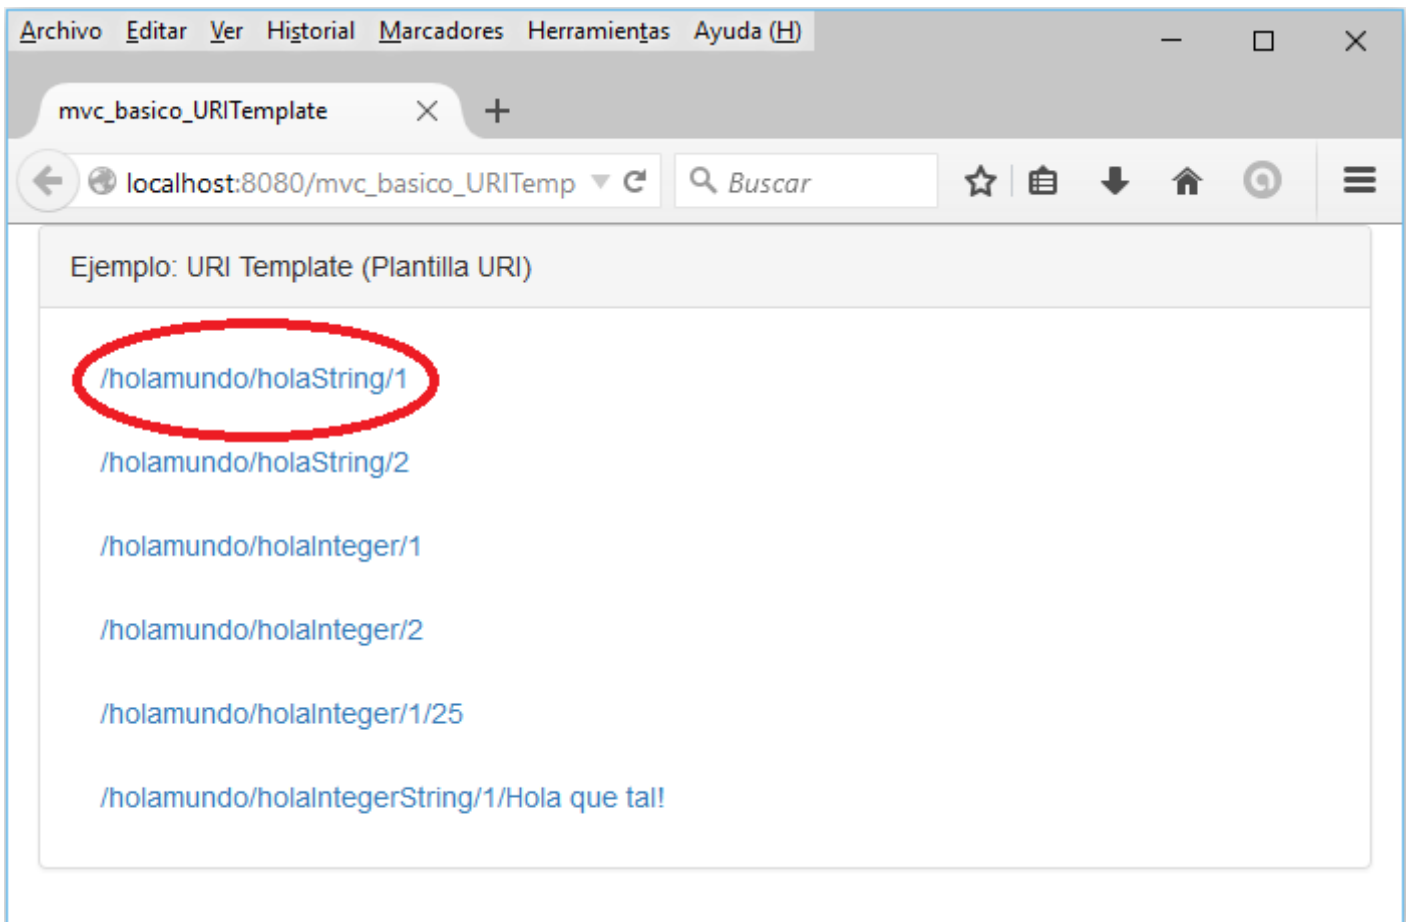 Archivo Editar Ver Historial Marcadores Herramientas Ayuda (H)
mvc_basico_URITemplate
localhost:8080/mvc_basico_URITemp
Buscar
Ejemplo: URI Template (Plantilla URI)
/holamundo/holaString/1
/holamundo/holaString/2
/holamundo/holaInteger/1
/holamundo/holaInteger/2
/holamundo/holaInteger/1/25
/holamundo/holaIntegerString/1/Hola que tal!